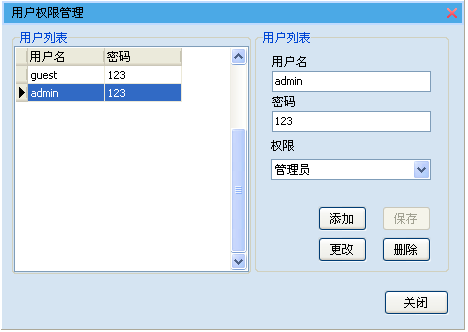 用户权限管理
用户列表
用户名 密码
guest 123
admin 123
用户列表
用户名
admin
密码
123
权限
管理员
添加 保存
更改 删除
关闭